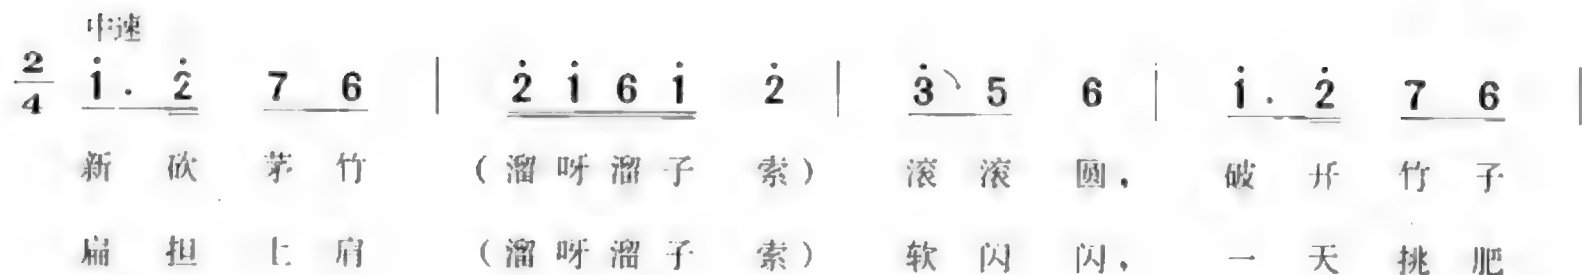 中速
2/4 1̇. 2̇ 7 6 | 2̇ 1̇ 6 1̇ 2̇ | 3̇ 5 6 | 1̇. 2̇ 7 6 |
新 砍 茅 竹 （溜 呀 溜 子 索） 滚 滚 圆， 破 开 竹 子
扁 担 上 肩 （溜 呀 溜 子 索） 软 闪 闪， 一 天 挑 肥